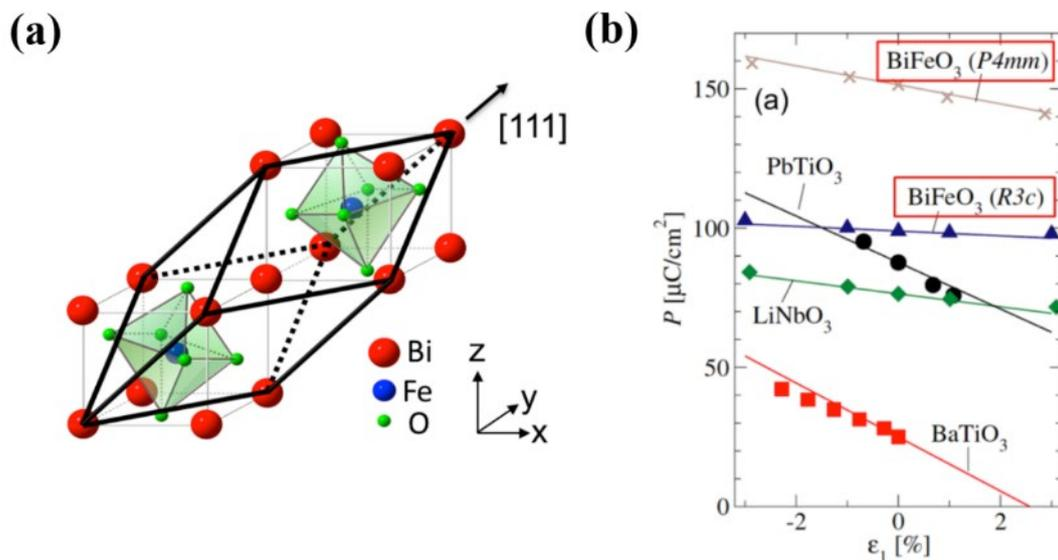 (a)
[111]
Bi
Fe
O
z
y
x
(b)
BiFeO₃ (P4mm)
(a)
PbTiO₃
BiFeO₃ (R3c)
LiNbO₃
BaTiO₃
P [μC/cm²]
150
100
50
0
-2
0
2
ε₁ [%]